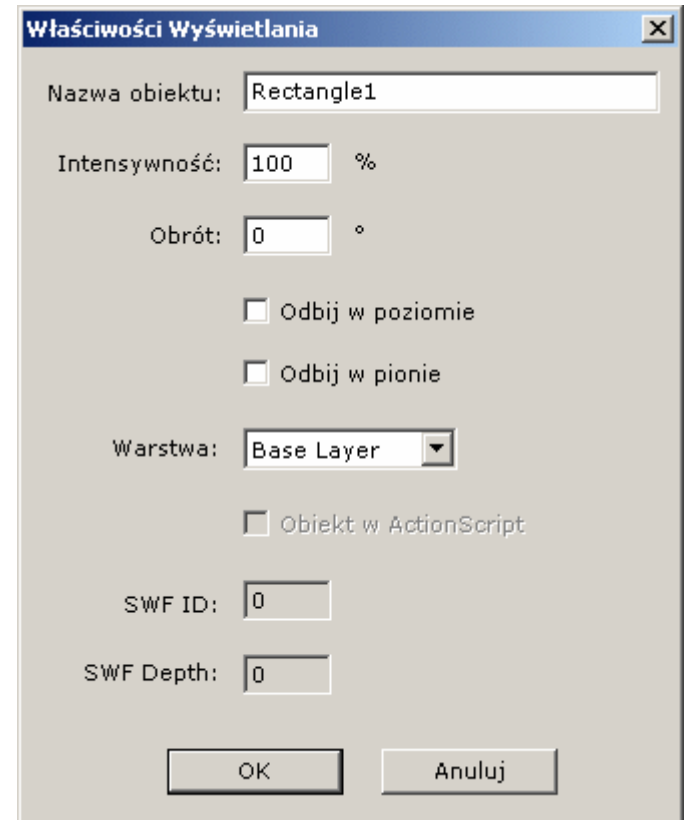 Właściwości Wyświetlania
Nazwa obiektu: Rectangle1
Intensywność: 100 %
Obrót: 0 °
Odbij w poziomie
Odbij w pionie
Warstwa: Base Layer
Obiekt w ActionScript
SWF ID: 0
SWF Depth: 0
OK Anuluj